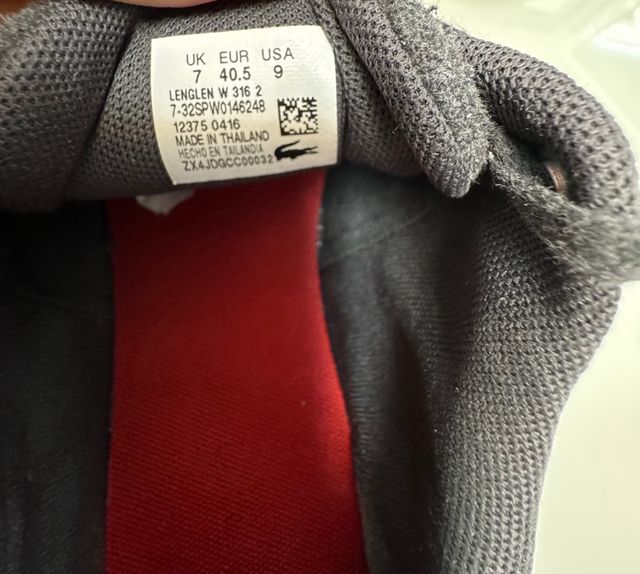 UK EUR USA
7 40.5 9
LENGLEN W 316 2
7-32SPW0146248
12375 0416
MADE IN THAILAND
HECHO EN TAILANDIA
ZX4JDGCC00032